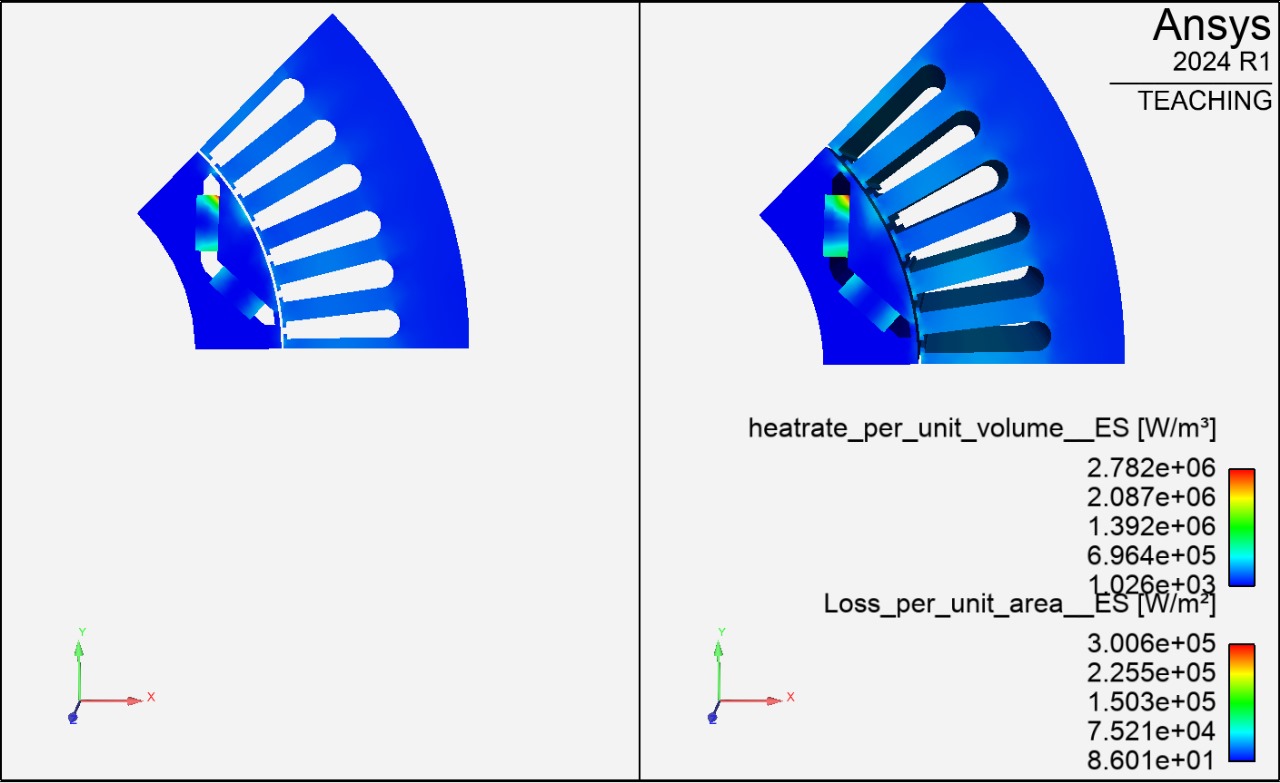 Ansys
2024 R1
TEACHING
heatrate_per_unit_volume__ES [W/m³]
2.782e+06
2.087e+06
1.392e+06
6.964e+05
1.026e+03
Loss_per_unit_area__ES [W/m²]
3.006e+05
2.255e+05
1.503e+05
7.521e+04
8.601e+01
Y
X
Z
Y
X
Z